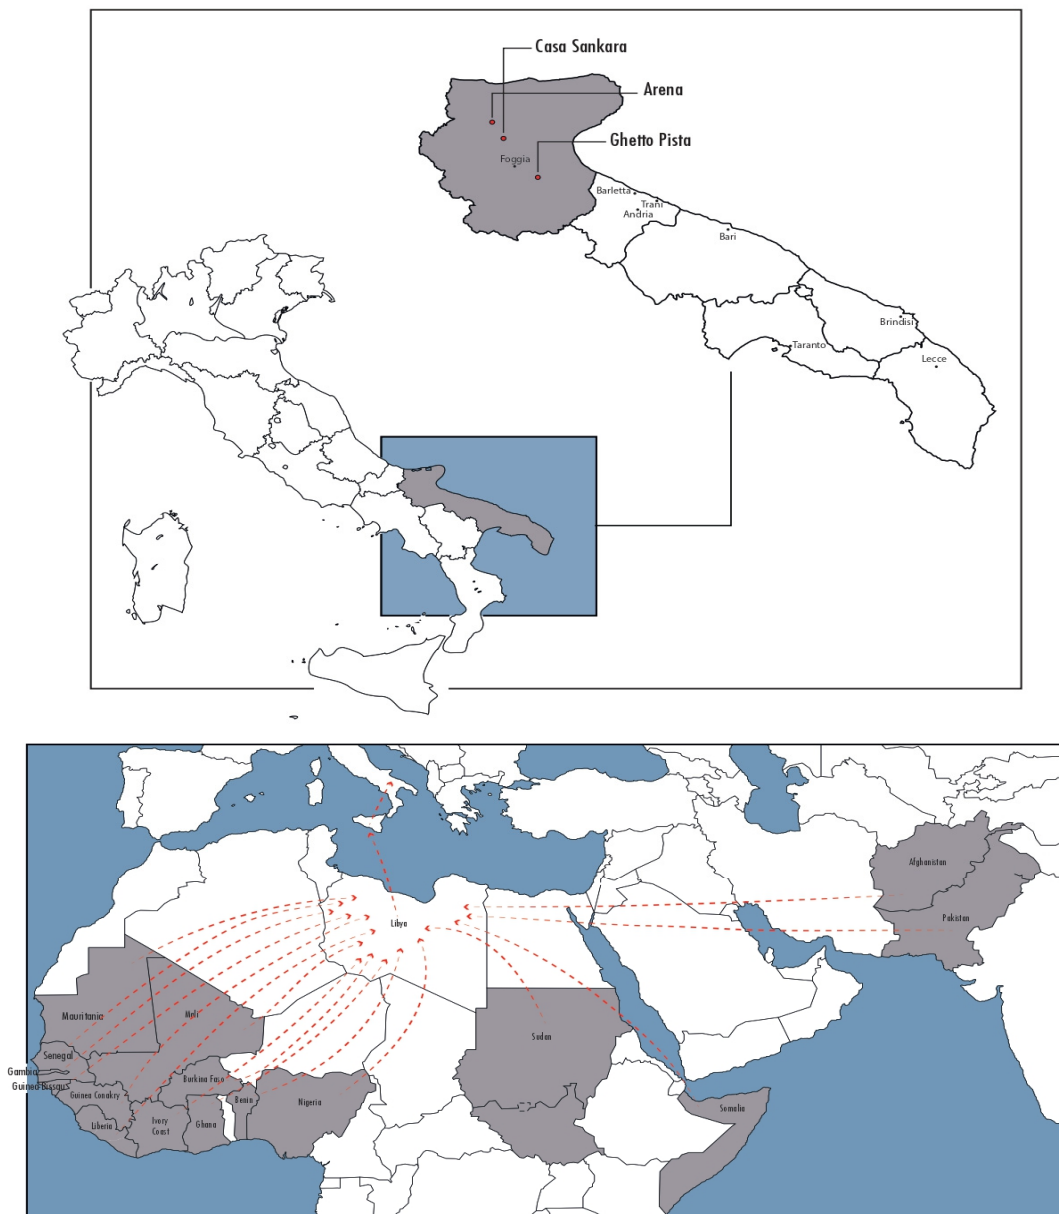 Casa Sankara
Arena
Ghetto Pista
Foggia
Barletta
Trani
Andria
Bari
Brindisi
Taranto
Lecce
Afghanistan
Pakistan
Libya
Mauritania
Meli
Sudan
Senegal
Gambia
Guinea Bissau
Burkina Faso
Guinea Conakry
Benin
Nigeria
Somalia
Liberia
Ivory
Coast
Ghana